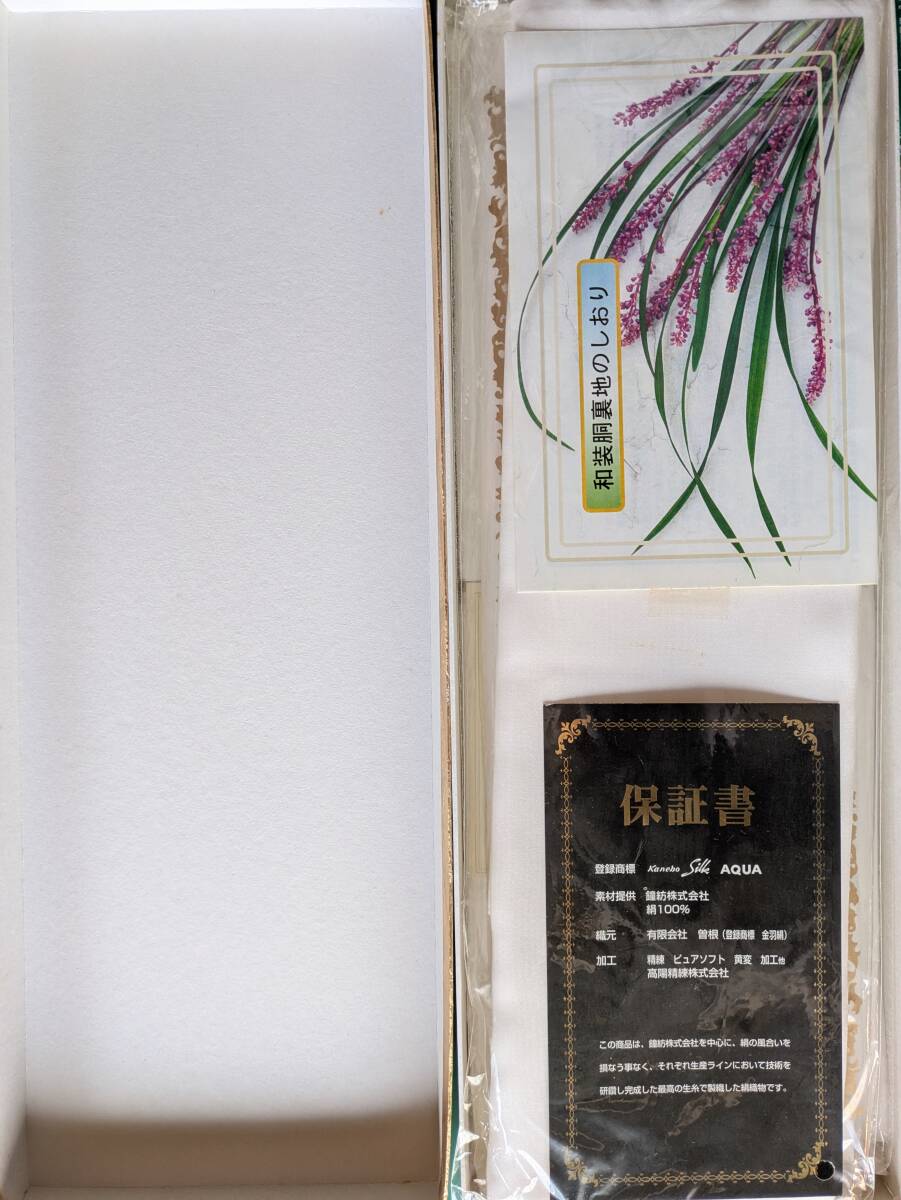 和装胴裏地のしおり
保証書
登録商標 Kanebo Silk AQUA
素材提供 鐘紡株式会社
絹100%
織元 有限会社 曽根(登録商標 金羽絹)
加工 精練 ピュアソフト 黄変 加工他
高陽精練株式会社
この商品は、鐘紡株式会社を中心に、絹の風合いを
損なう事なく、それぞれ生産ラインにおいて技術を
研鑽し完成した最高の生糸で製織した絹織物です。